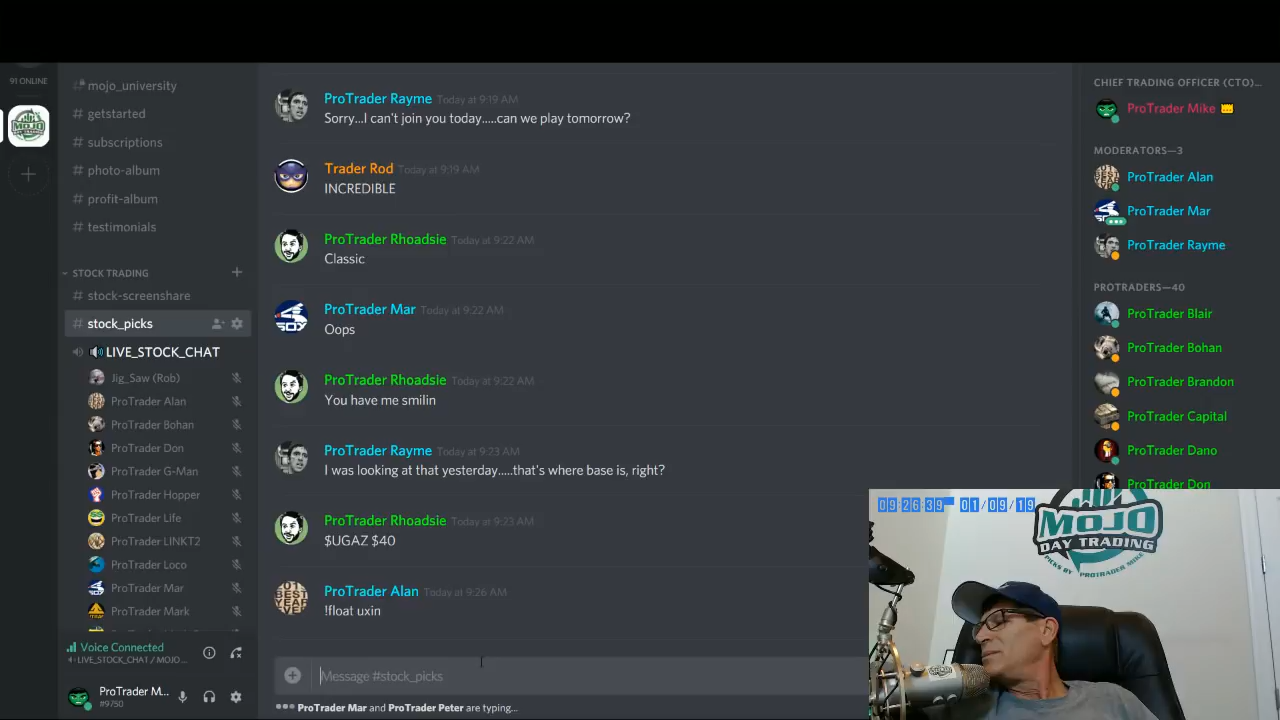 91 ONLINE
mojo_university
# getstarted
# subscriptions
# photo-album
# profit-album
# testimonials
STOCK TRADING
# stock-screenshare
# stock_picks
LIVE_STOCK_CHAT
Jig_Saw (Rob)
ProTrader Alan
ProTrader Bohan
ProTrader Don
ProTrader G-Man
ProTrader Hopper
ProTrader Life
ProTrader LINKT2
ProTrader Loco
ProTrader Mar
ProTrader Mark
Voice Connected
LIVE_STOCK_CHAT / MOJO...
ProTrader M...
#9750
ProTrader Rayme Today at 9:19 AM
Sorry...I can't join you today.....can we play tomorrow?
Trader Rod Today at 9:19 AM
INCREDIBLE
ProTrader Rhoadsie Today at 9:22 AM
Classic
ProTrader Mar Today at 9:22 AM
Oops
ProTrader Rhoadsie Today at 9:22 AM
You have me smilin
ProTrader Rayme Today at 9:23 AM
I was looking at that yesterday.....that's where base is, right?
ProTrader Rhoadsie Today at 9:23 AM
$UGAZ $40
ProTrader Alan Today at 9:26 AM
!float uxin
Message #stock_picks
ProTrader Mar and ProTrader Peter are typing...
CHIEF TRADING OFFICER (CTO)...
ProTrader Mike
MODERATORS—3
ProTrader Alan
ProTrader Mar
ProTrader Rayme
PROTRADERS—40
ProTrader Blair
ProTrader Bohan
ProTrader Brandon
ProTrader Capital
ProTrader Dano
ProTrader Don
09:26:39 01/09/19
MOJO
DAY TRADING
PICKS BY PROTRADER MIKE